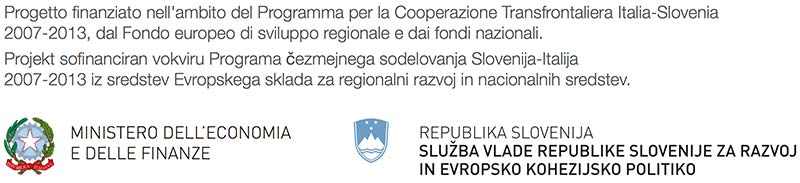 Progetto finanziato nell'ambito del Programma per la Cooperazione Transfrontaliera Italia-Slovenia
2007-2013, dal Fondo europeo di sviluppo regionale e dai fondi nazionali.
Projekt sofinanciran vokviru Programa čezmejnega sodelovanja Slovenija-Italija
2007-2013 iz sredstev Evropskega sklada za regionalni razvoj in nacionalnih sredstev.
MINISTERO DELL'ECONOMIA
E DELLE FINANZE
REPUBLIKA SLOVENIJA
SLUŽBA VLADE REPUBLIKE SLOVENIJE ZA RAZVOJ
IN EVROPSKO KOHEZIJSKO POLITIKO